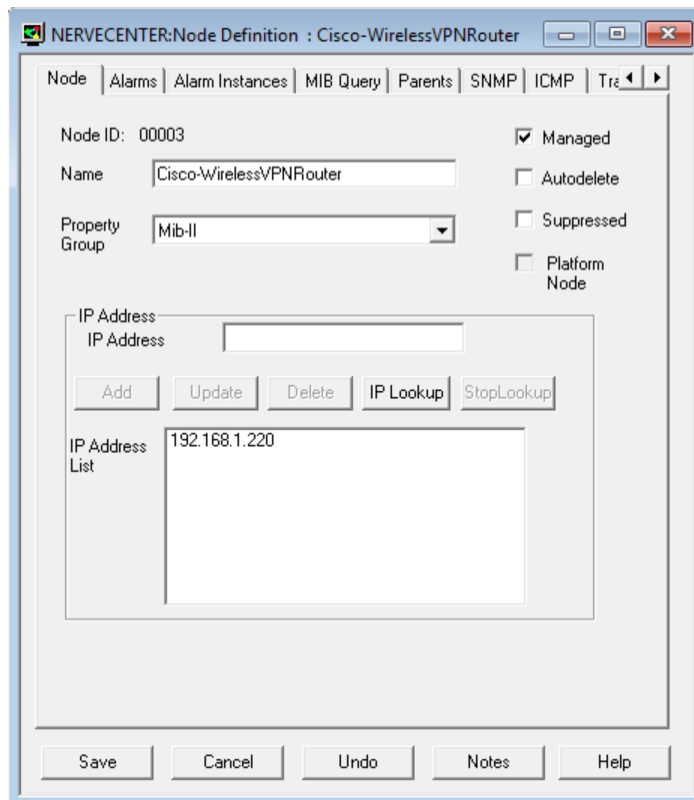 NERVECENTER:Node Definition : Cisco-WirelessVPNRouter
Node Alarms Alarm Instances MIB Query Parents SNMP ICMP
Node ID: 00003
Managed
Name Cisco-WirelessVPNRouter
Autodelete
Property Group Mib-II
Suppressed
Platform Node
IP Address
IP Address
Add Update Delete IP Lookup StopLookup
IP Address List 192.168.1.220
Save Cancel Undo Notes Help